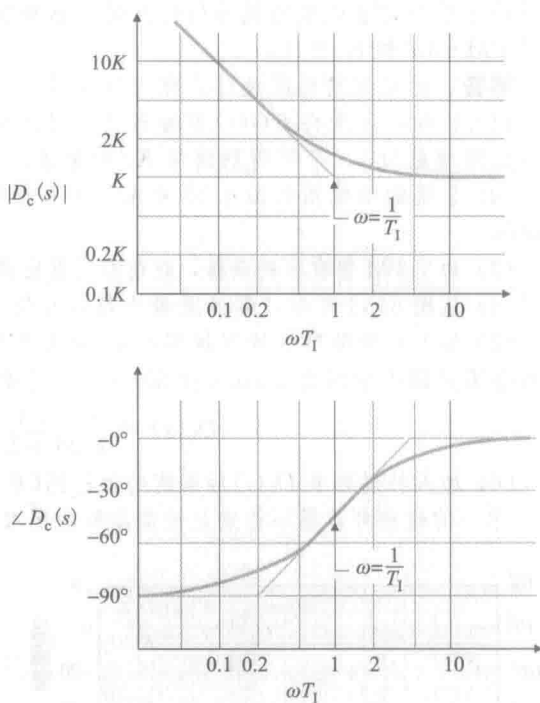 10K
2K
K
|D_c(s)|
ω=1/T_I
0.2K
0.1K
0.1 0.2 1 2 10
ωT_I
−0°
−30°
∠D_c(s)
−60°
ω=1/T_I
−90°
0.1 0.2 1 2 10
ωT_I